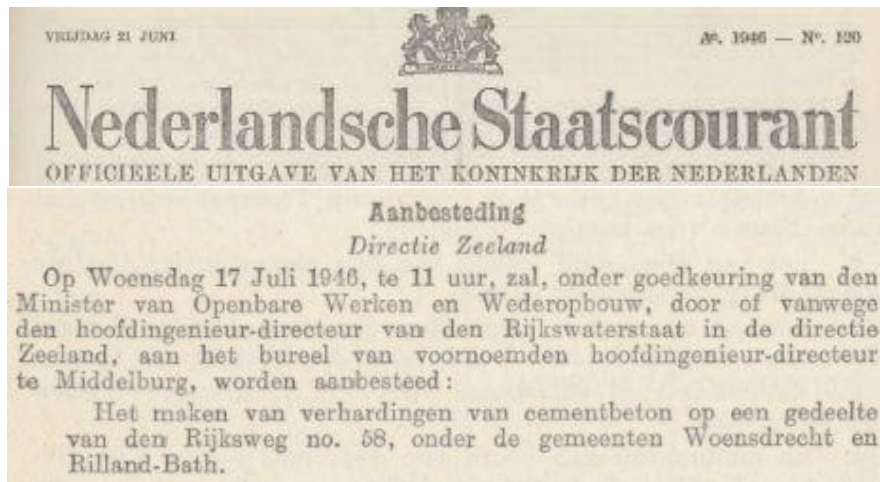 VRIJDAG 21 JUNI
Aº. 1946 — Nº. 120
Nederlandsche Staatscourant
OFFICIEELE UITGAVE VAN HET KONINKRIJK DER NEDERLANDEN
Aanbesteding
Directie Zeeland
Op Woensdag 17 Juli 1946, te 11 uur, zal, onder goedkeuring van den
Minister van Openbare Werken en Wederopbouw, door of vanwege
den hoofdingenieur-directeur van den Rijkswaterstaat in de directie
Zeeland, aan het bureel van voornoemden hoofdingenieur-directeur
te Middelburg, worden aanbesteed:
Het maken van verhardingen van cementbeton op een gedeelte
van den Rijksweg no. 58, onder de gemeenten Woensdrecht en
Rilland-Bath.